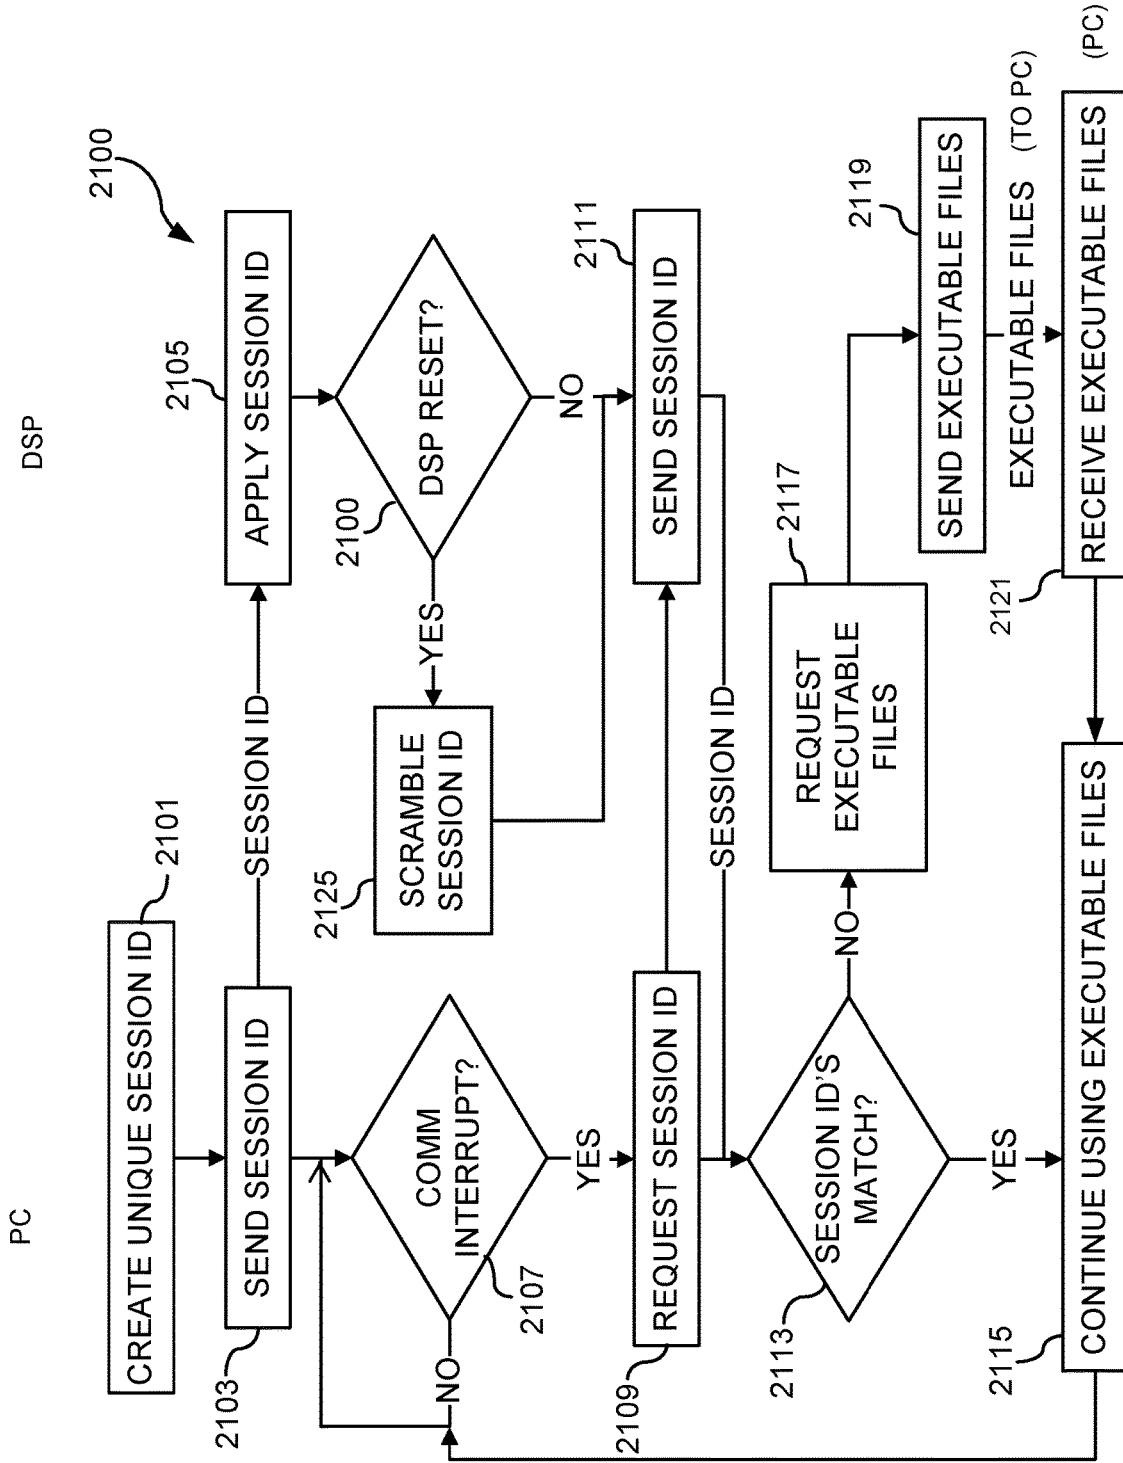 PC
DSP
2100
CREATE UNIQUE SESSION ID
2101
SEND SESSION ID
2103
SESSION ID
APPLY SESSION ID
2105
COMM
INTERRUPT?
2107
NO
YES
DSP RESET?
2100
YES
NO
SCRAMBLE
SESSION ID
2125
REQUEST SESSION ID
2109
SEND SESSION ID
2111
SESSION ID
SESSION ID'S
MATCH?
2113
NO
YES
REQUEST
EXECUTABLE
FILES
2117
SEND EXECUTABLE FILES
2119
EXECUTABLE FILES
(TO PC)
CONTINUE USING EXECUTABLE FILES
2115
RECEIVE EXECUTABLE FILES
2121
(PC)